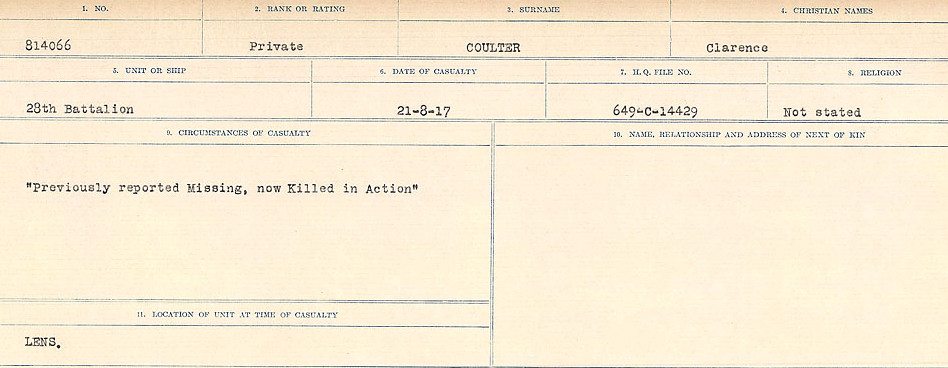 1. NO. 2. RANK OR RATING 3. SURNAME 4. CHRISTIAN NAMES
814066 Private COULTER Clarence
5. UNIT OR SHIP 6. DATE OF CASUALTY 7. H.Q. FILE NO. 8. RELIGION
28th Battalion 21-8-17 649-C-14429 Not stated
9. CIRCUMSTANCES OF CASUALTY 10. NAME, RELATIONSHIP AND ADDRESS OF NEXT OF KIN
"Previously reported Missing, now Killed in Action"
11. LOCATION OF UNIT AT TIME OF CASUALTY
LENS.